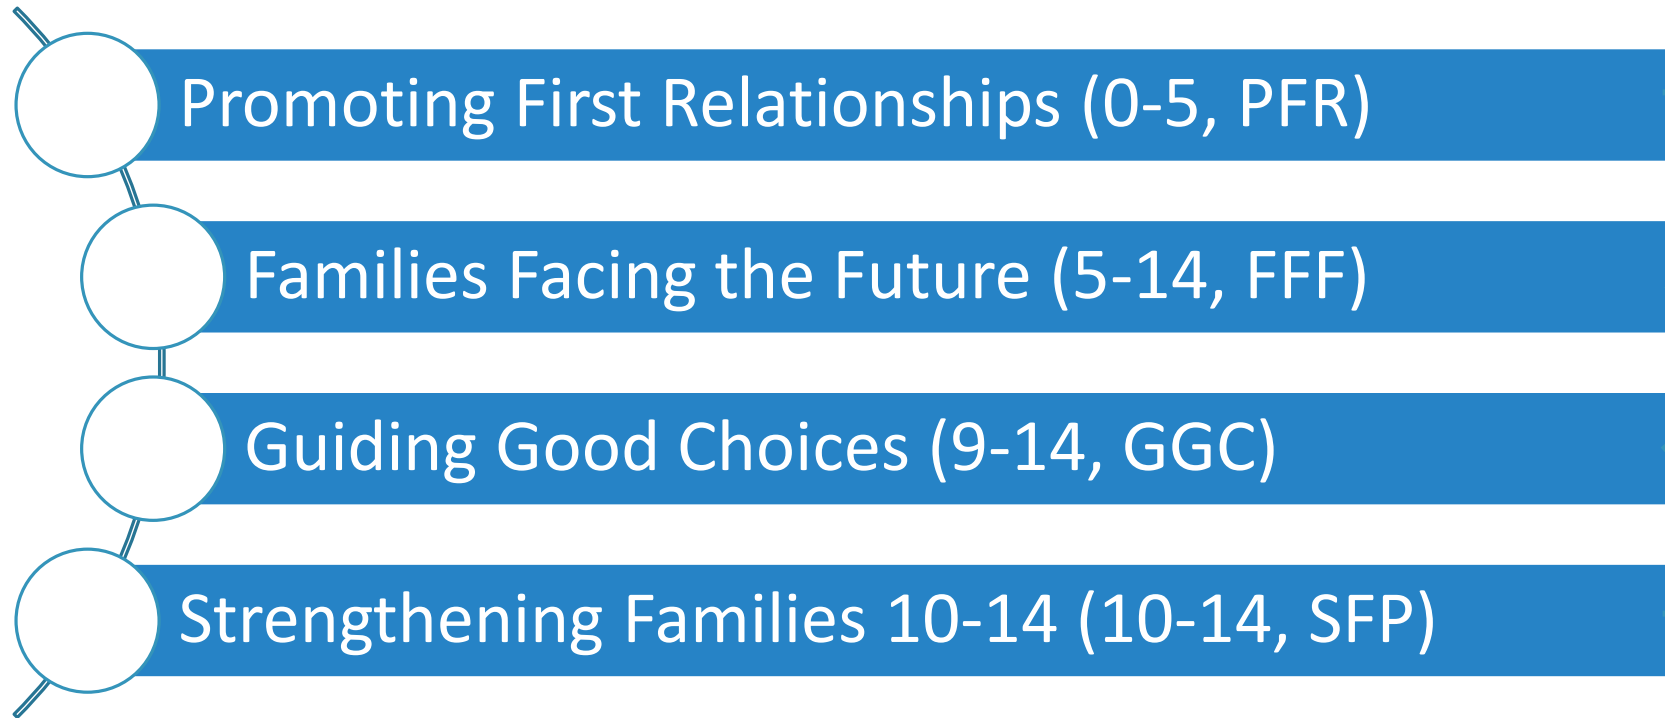 Promoting First Relationships (0-5, PFR)
Families Facing the Future (5-14, FFF)
Guiding Good Choices (9-14, GGC)
Strengthening Families 10-14 (10-14, SFP)